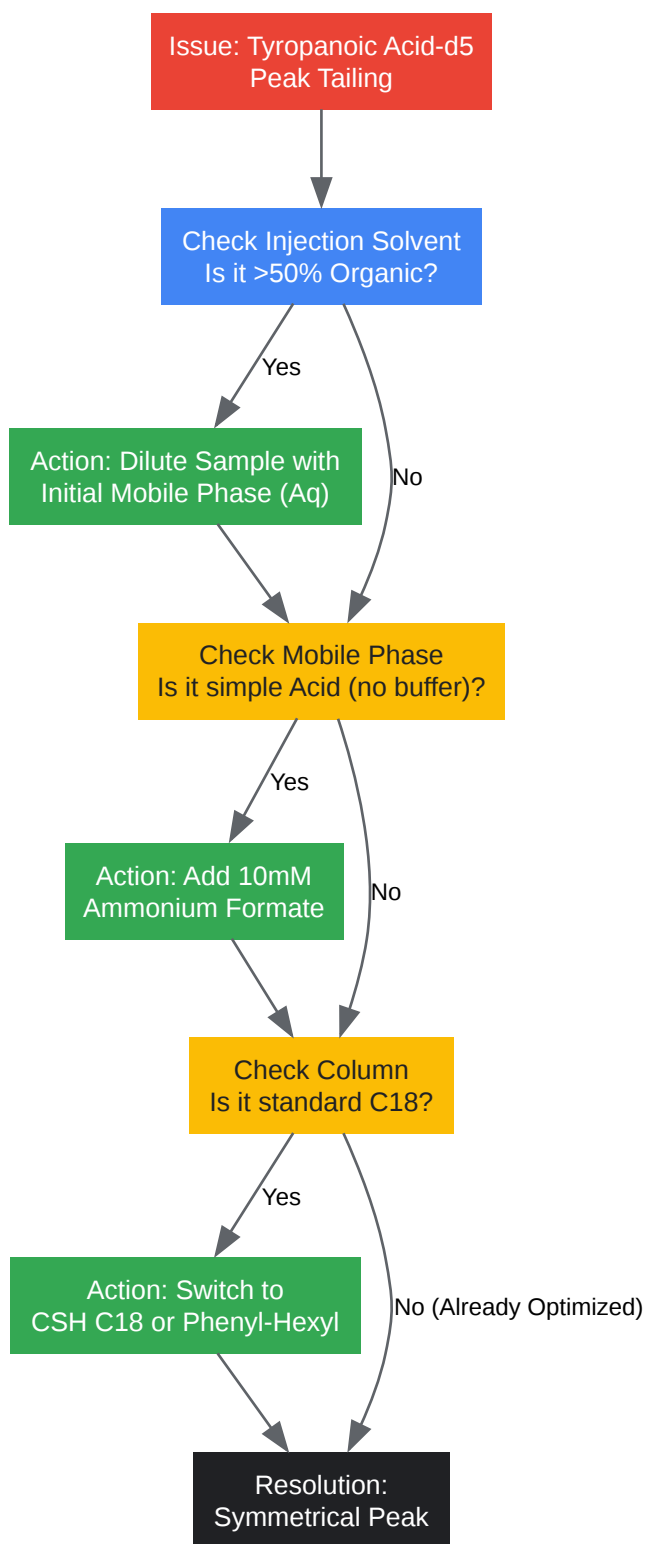 Issue: Tyropanoic Acid-d5
Peak Tailing
Check Injection Solvent
Is it >50% Organic?
Yes
Action: Dilute Sample with
Initial Mobile Phase (Aq)
No
Check Mobile Phase
Is it simple Acid (no buffer)?
Yes
Action: Add 10mM
Ammonium Formate
No
Check Column
Is it standard C18?
Yes
Action: Switch to
CSH C18 or Phenyl-Hexyl
No (Already Optimized)
Resolution:
Symmetrical Peak